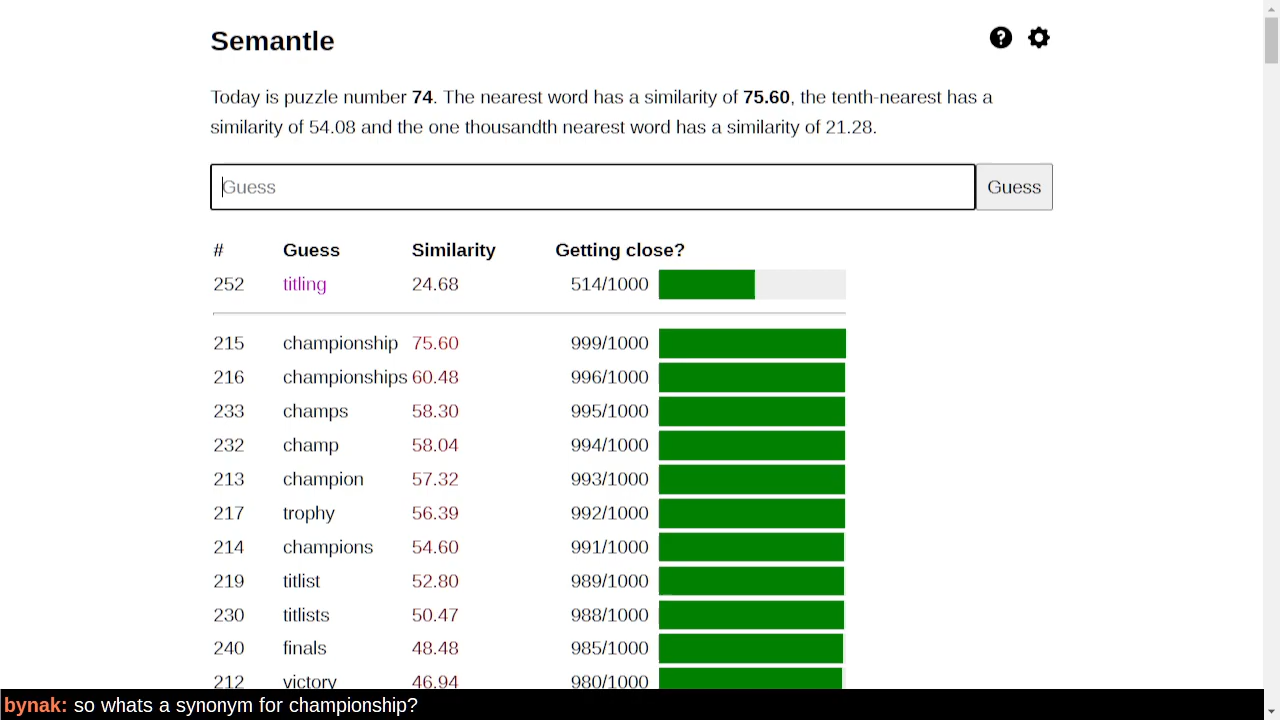 Semantle
Today is puzzle number 74. The nearest word has a similarity of 75.60, the tenth-nearest has a
similarity of 54.08 and the one thousandth nearest word has a similarity of 21.28.
Guess Guess
# Guess Similarity Getting close?
252 titling 24.68 514/1000
215 championship 75.60 999/1000
216 championships 60.48 996/1000
233 champs 58.30 995/1000
232 champ 58.04 994/1000
213 champion 57.32 993/1000
217 trophy 56.39 992/1000
214 champions 54.60 991/1000
219 titlist 52.80 989/1000
230 titlists 50.47 988/1000
240 finals 48.48 985/1000
212 victory 46.94 980/1000
bynak: so whats a synonym for championship?